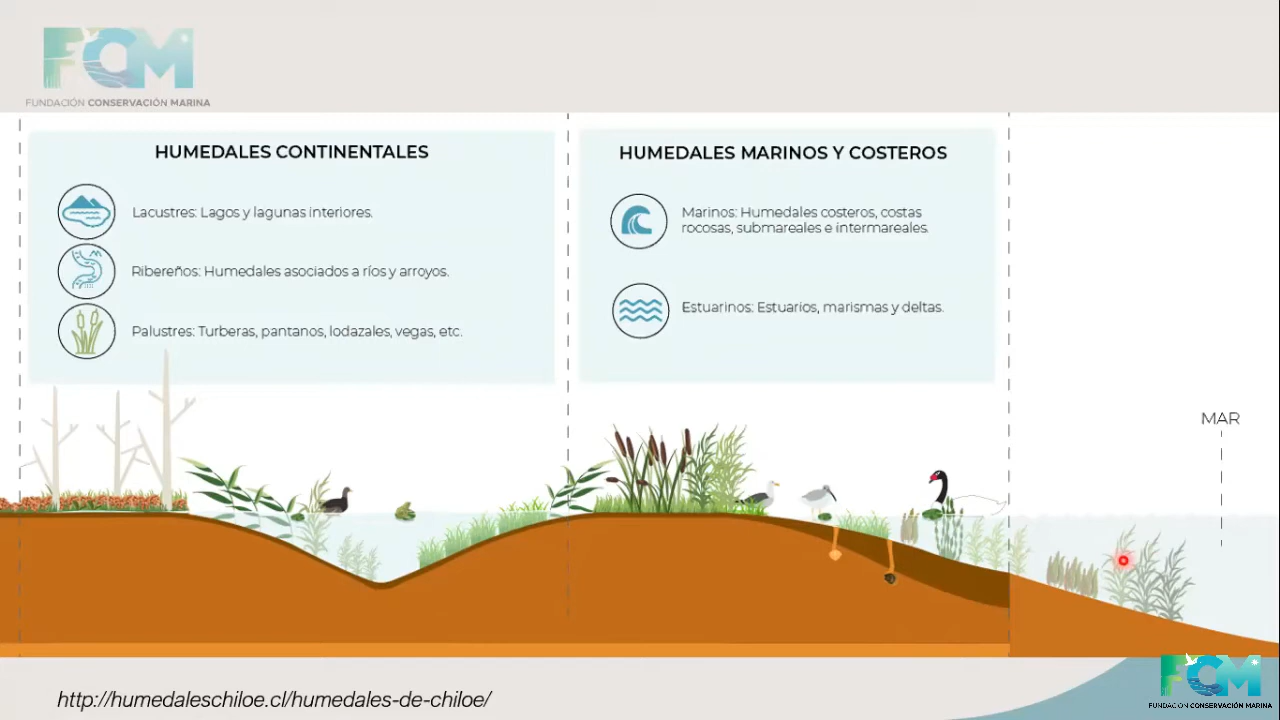 FCM
FUNDACIÓN CONSERVACIÓN MARINA
HUMEDALES CONTINENTALES
Lacustres: Lagos y lagunas interiores.
Ribereños: Humedales asociados a ríos y arroyos.
Palustres: Turberas, pantanos, lodazales, vegas, etc.
HUMEDALES MARINOS Y COSTEROS
Marinos: Humedales costeros, costas
rocosas, submareales e intermareales.
Estuarinos: Estuarios, marismas y deltas.
MAR
http://humedaleschiloe.cl/humedales-de-chiloe/
FCM
FUNDACIÓN CONSERVACIÓN MARINA